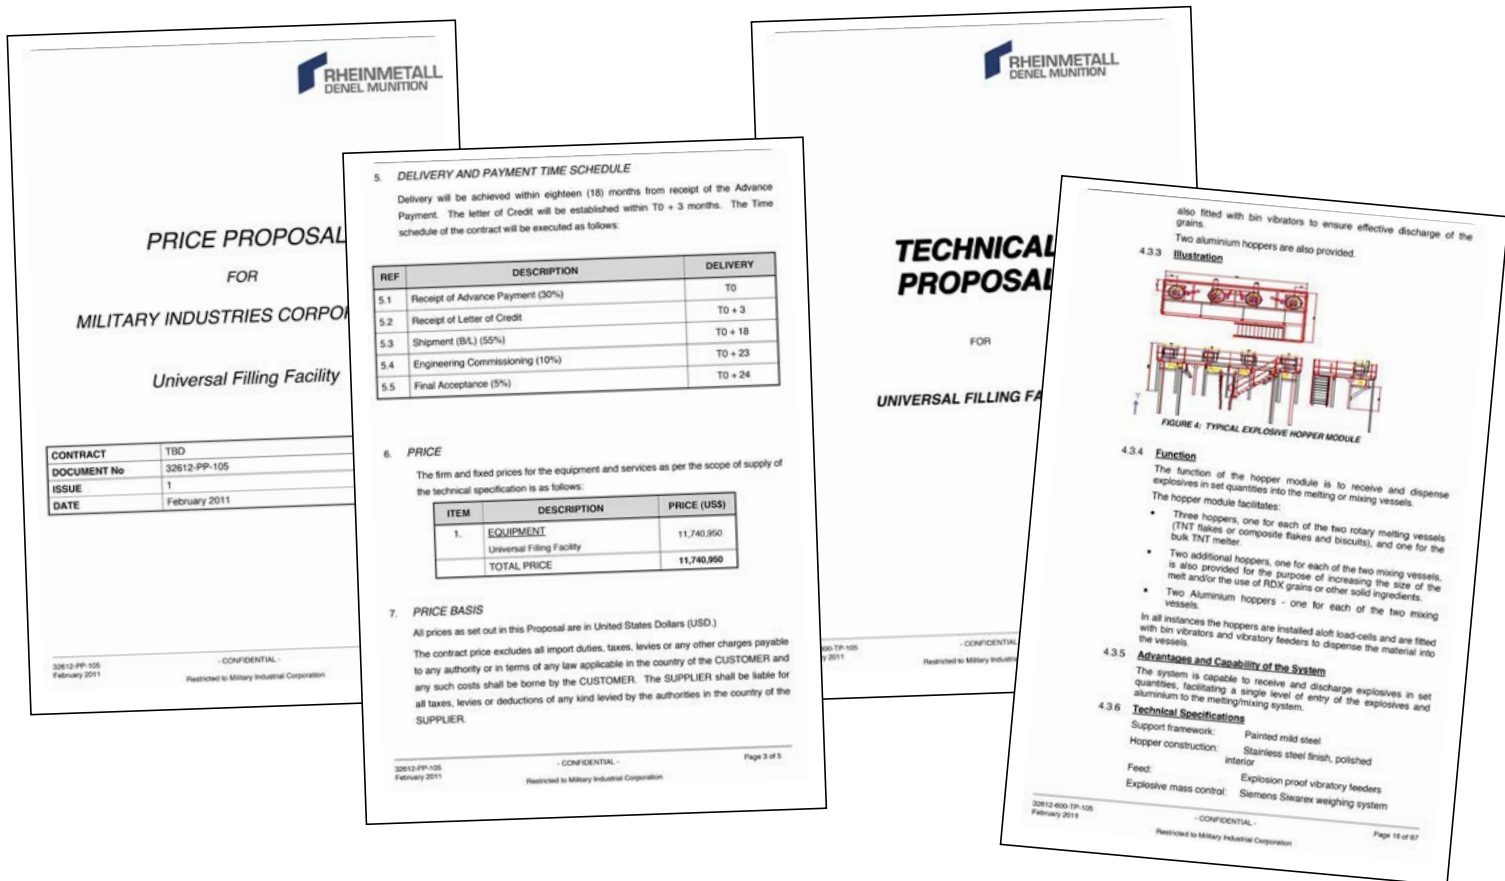 RHEINMETALL
DENEL MUNITION
PRICE PROPOSAL
FOR
MILITARY INDUSTRIES CORPO
Universal Filling Facility
CONTRACT TBD
DOCUMENT No 32612-PP-105
ISSUE 1
DATE February 2011
32612-PP-105
February 2011
- CONFIDENTIAL -
Restricted to Military Industrial Corporation
5. DELIVERY AND PAYMENT TIME SCHEDULE
Delivery will be achieved within eighteen (18) months from receipt of the Advance
Payment. The letter of Credit will be established within T0 + 3 months. The Time
schedule of the contract will be executed as follows:
REF DESCRIPTION DELIVERY
5.1 Receipt of Advance Payment (30%) T0
5.2 Receipt of Letter of Credit T0 + 3
5.3 Shipment (B/L) (55%) T0 + 18
5.4 Engineering Commissioning (10%) T0 + 23
5.5 Final Acceptance (5%) T0 + 24
6. PRICE
The firm and fixed prices for the equipment and services as per the scope of supply of
the technical specification is as follows:
ITEM DESCRIPTION PRICE (US$)
1. EQUIPMENT
Universal Filling Facility 11,740,950
TOTAL PRICE 11,740,950
7. PRICE BASIS
All prices as set out in this Proposal are in United States Dollars (USD.)
The contract price excludes all import duties, taxes, levies or any other charges payable
to any authority or in terms of any law applicable in the country of the CUSTOMER and
any such costs shall be borne by the CUSTOMER. The SUPPLIER shall be liable for
all taxes, levies or deductions of any kind levied by the authorities in the country of the
SUPPLIER.
32612-PP-105
February 2011
- CONFIDENTIAL -
Restricted to Military Industrial Corporation
Page 3 of 5
RHEINMETALL
DENEL MUNITION
TECHNICAL
PROPOSAL
FOR
UNIVERSAL FILLING FA
00-TP-105
y 2011
- CONFIDENTIAL
Restricted to Military Industria
also fitted with bin vibrators to ensure effective discharge of the
grains.
Two aluminium hoppers are also provided.
4.3.3 Illustration
FIGURE 4: TYPICAL EXPLOSIVE HOPPER MODULE
4.3.4 Function
The function of the hopper module is to receive and dispense
explosives in set quantities into the melting or mixing vessels.
The hopper module facilitates:
• Three hoppers, one for each of the two rotary melting vessels
(TNT flakes or composite flakes and biscuits), and one for the
bulk TNT melter.
• Two additional hoppers, one for each of the two mixing vessels,
is also provided for the purpose of increasing the size of the
melt and/or the use of RDX grains or other solid ingredients.
• Two Aluminium hoppers - one for each of the two mixing
vessels.
In all instances the hoppers are installed aloft load-cells and are fitted
with bin vibrators and vibratory feeders to dispense the material into
the vessels.
4.3.5 Advantages and Capability of the System
The system is capable to receive and discharge explosives in set
quantities, facilitating a single level of entry of the explosives and
aluminium to the melting/mixing system.
4.3.6 Technical Specifications
Support framework: Painted mild steel
Hopper construction: Stainless steel finish, polished
interior
Feed: Explosion proof vibratory feeders
Explosive mass control: Siemens Siwarex weighing system
32612-600-TP-105
February 2011
- CONFIDENTIAL -
Restricted to Military Industrial Corporation
Page 16 of 67